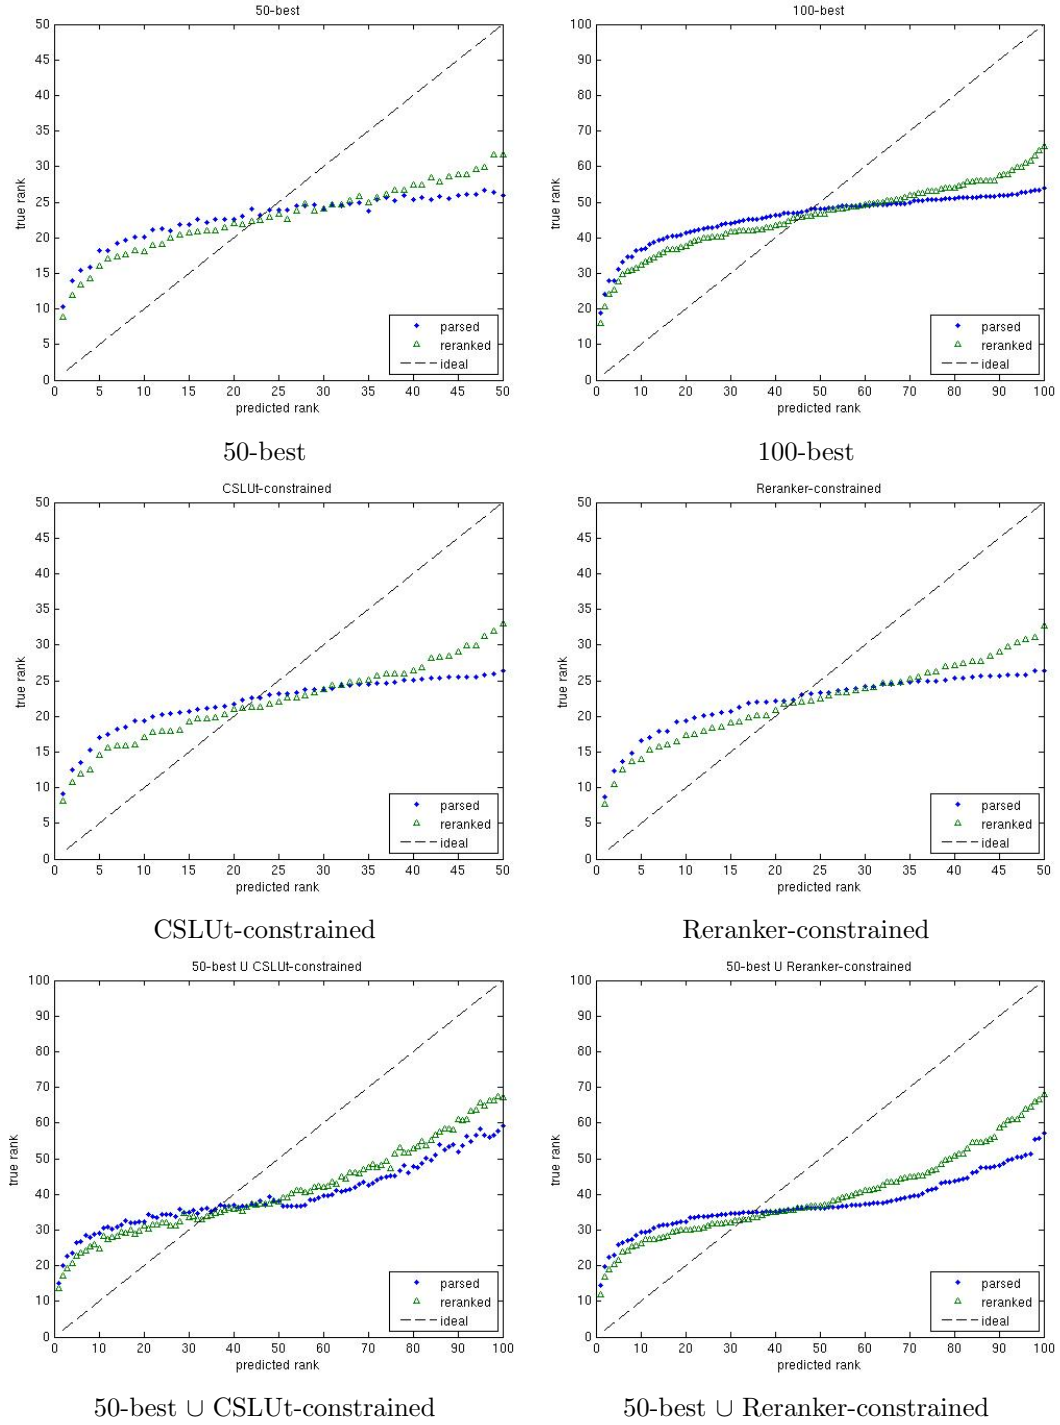 50-best
50
45
40
35
30
25
20
15
10
5
0
true rank
0 5 10 15 20 25 30 35 40 45 50
predicted rank
parsed
reranked
ideal
50-best
100-best
100
90
80
70
60
50
40
30
20
10
0
true rank
0 10 20 30 40 50 60 70 80 90 100
predicted rank
parsed
reranked
ideal
100-best
CSLUt-constrained
50
45
40
35
30
25
20
15
10
5
0
true rank
0 5 10 15 20 25 30 35 40 45 50
predicted rank
parsed
reranked
ideal
CSLUt-constrained
Reranker-constrained
50
45
40
35
30
25
20
15
10
5
0
true rank
0 5 10 15 20 25 30 35 40 45 50
predicted rank
parsed
reranked
ideal
Reranker-constrained
50-best U CSLUt-constrained
100
90
80
70
60
50
40
30
20
10
0
true rank
0 10 20 30 40 50 60 70 80 90 100
predicted rank
parsed
reranked
ideal
50-best ∪ CSLUt-constrained
50-best U Reranker-constrained
100
90
80
70
60
50
40
30
20
10
0
true rank
0 10 20 30 40 50 60 70 80 90 100
predicted rank
parsed
reranked
ideal
50-best ∪ Reranker-constrained